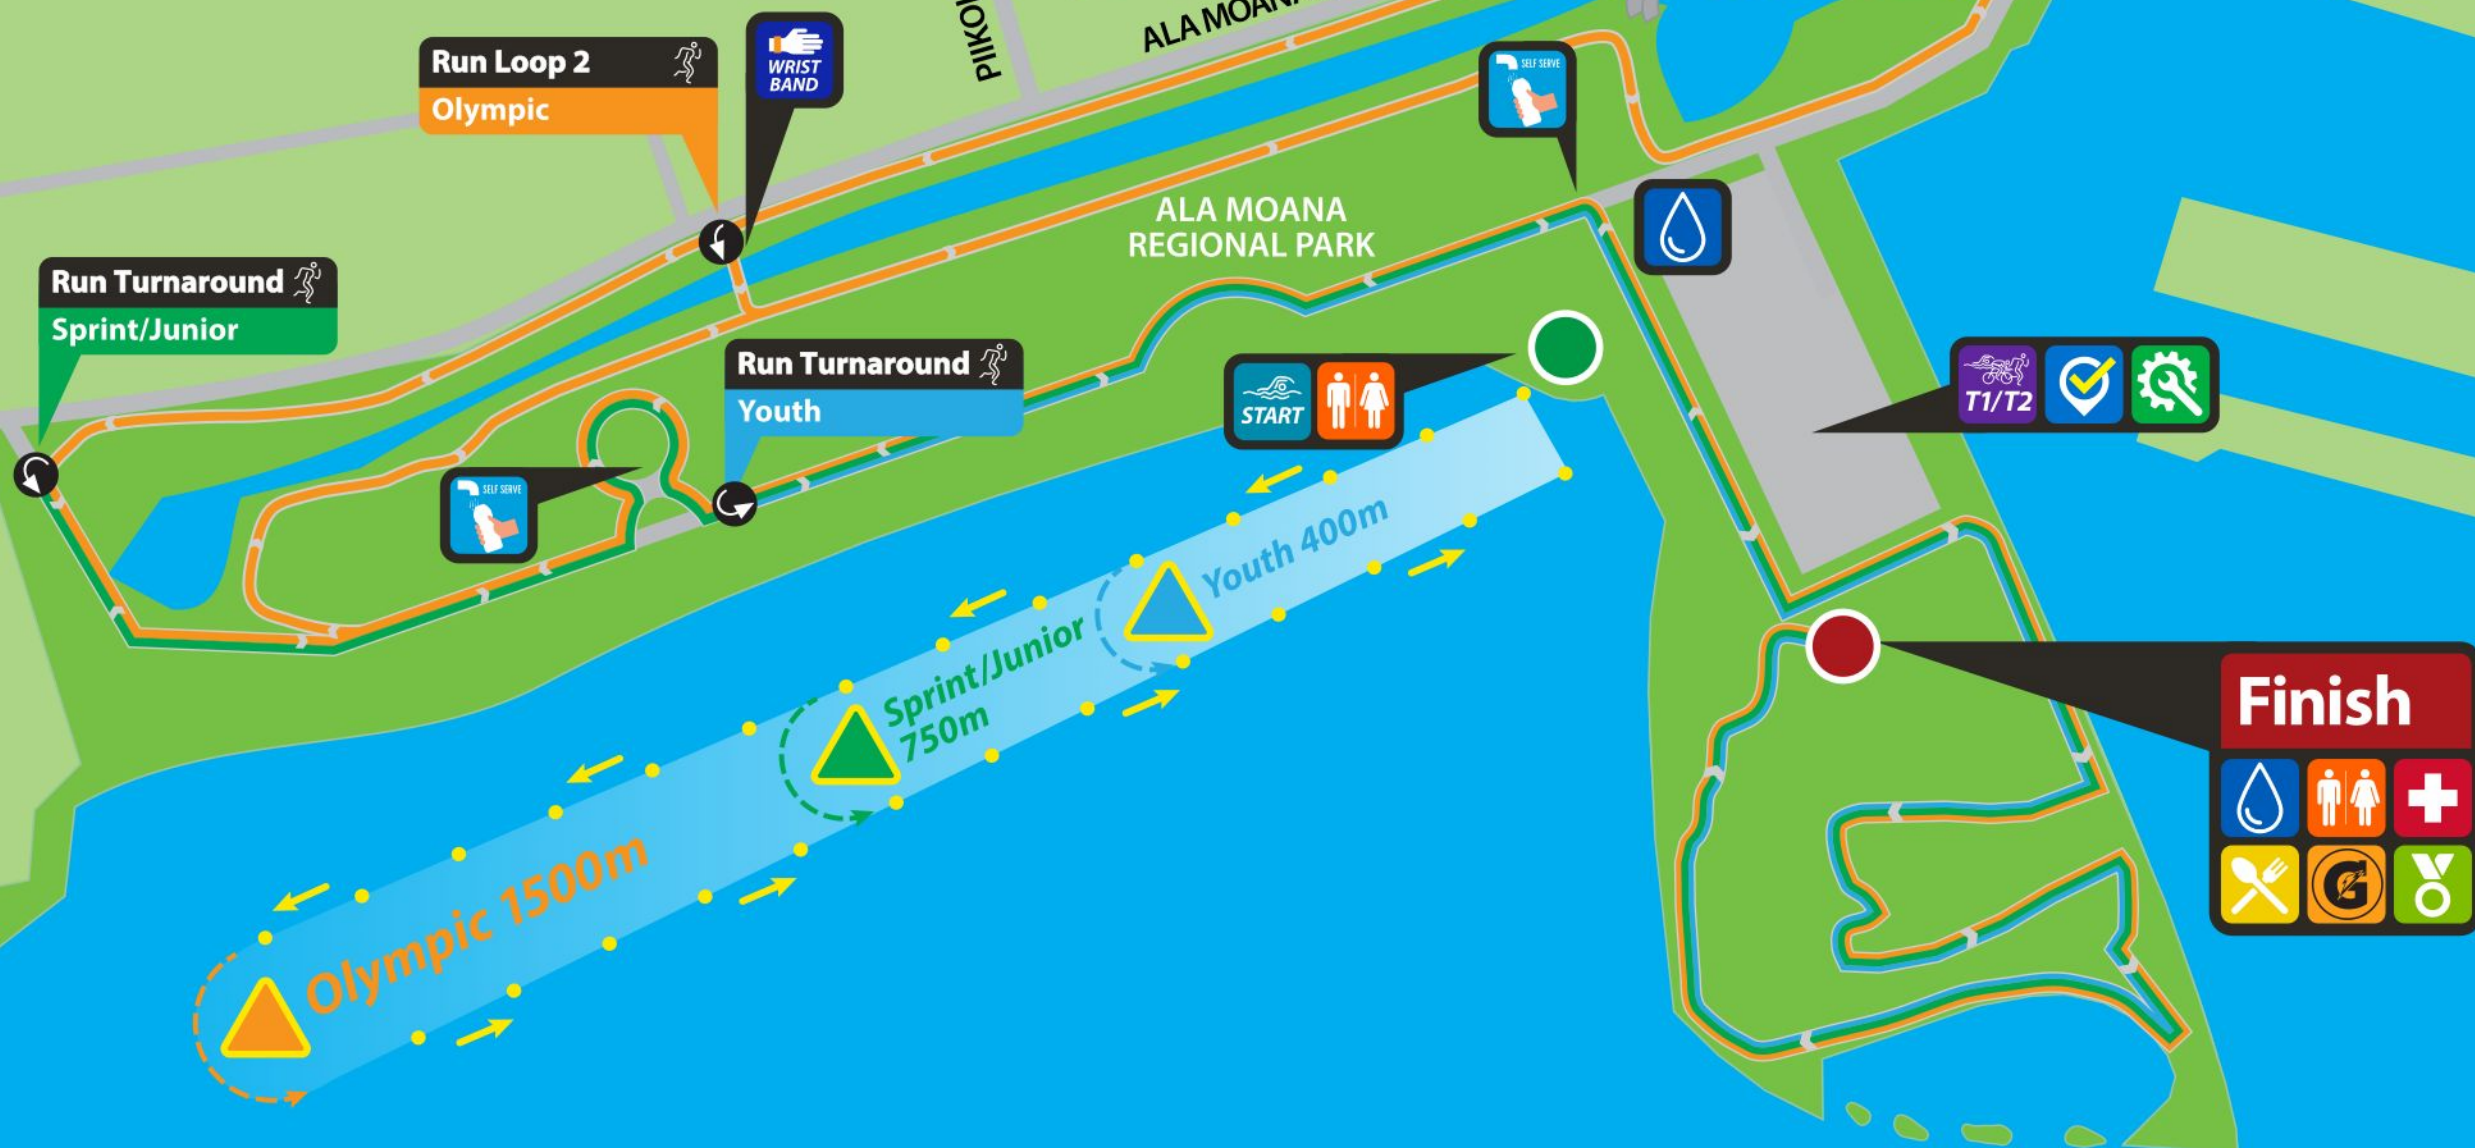 PIIKOI
ALA MOANA
Run Loop 2
Olympic
WRIST
BAND
SELF SERVE
ALA MOANA
REGIONAL PARK
Run Turnaround
Sprint/Junior
Run Turnaround
Youth
START
T1/T2
SELF SERVE
Youth 400m
Sprint/Junior
750m
Olympic 1500m
Finish
G